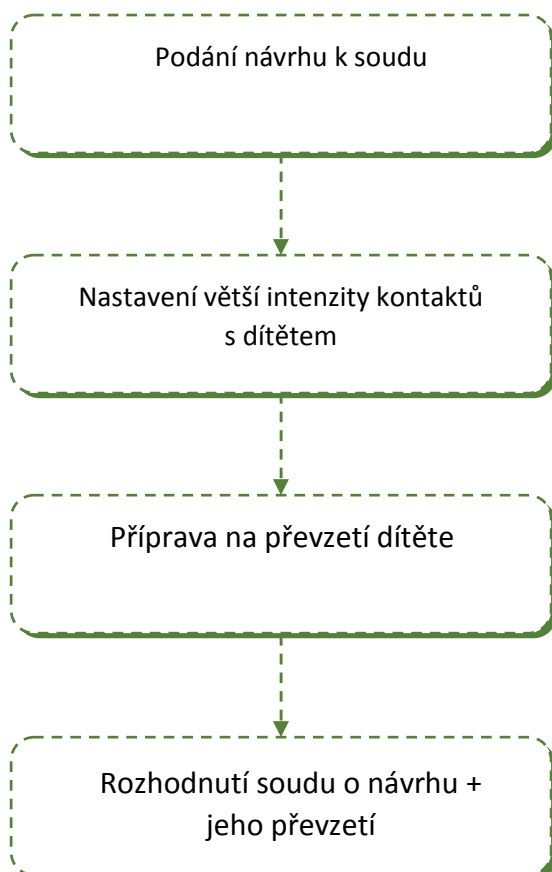 Podání návrhu k soudu
Nastavení větší intenzity kontaktů
s dítětem
Příprava na převzetí dítěte
Rozhodnutí soudu o návrhu +
jeho převzetí